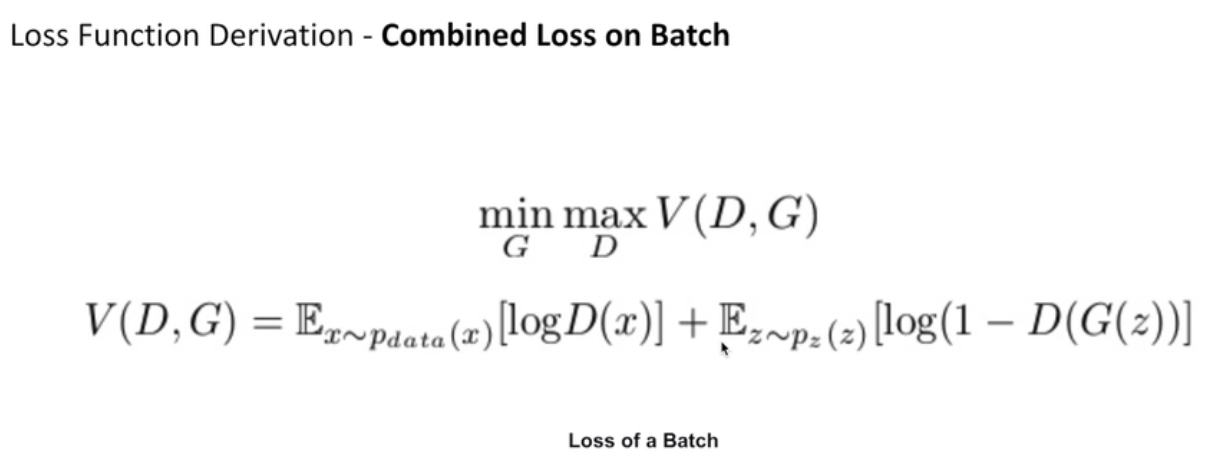 Loss Function Derivation - Combined Loss on Batch
min max V(D, G)
G D
V(D, G) = 𝔼x∼pdata(x)[logD(x)] + 𝔼z∼pz(z)[log(1 − D(G(z))]
Loss of a Batch